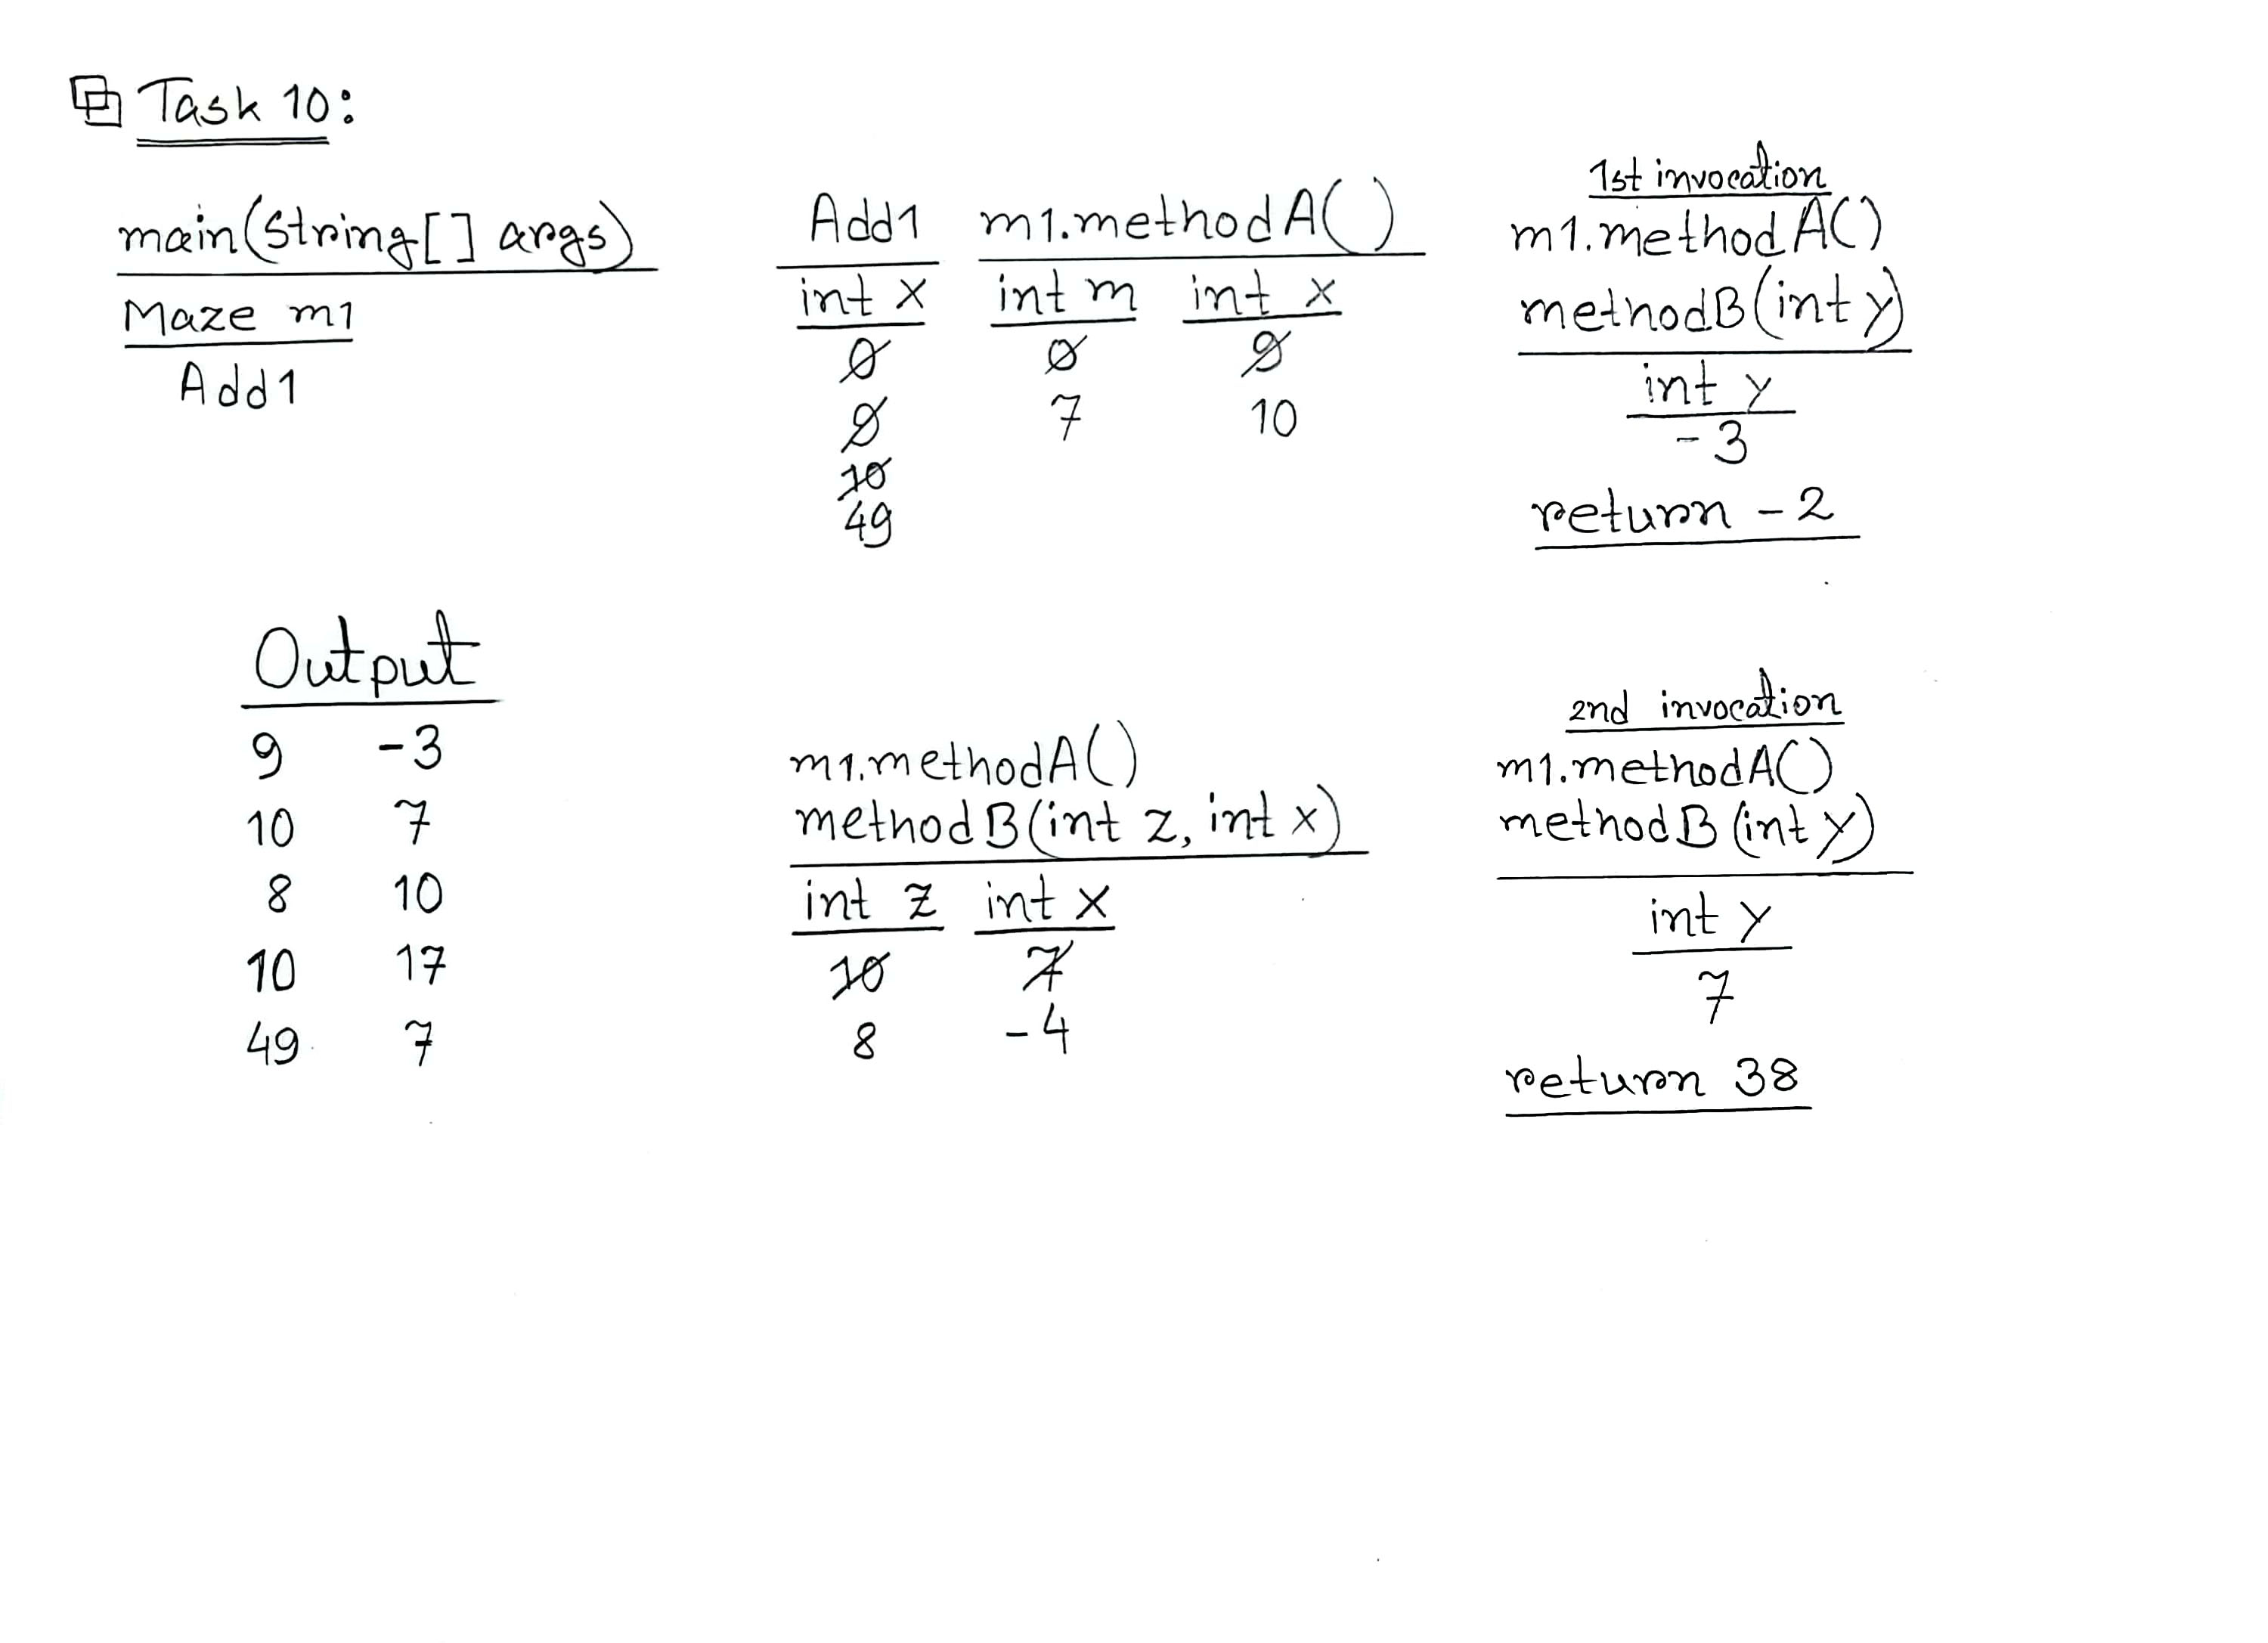 Task 10:
main(String[] args)
Maze m1
Add1
Add1
int x
0
9
10
49
m1.methodA()
int m int x
0 9
7 10
1st invocation
m1.methodA()
methodB(int y)
int y
-3
return -2
Output
9 -3
10 7
8 10
10 17
49 7
m1.methodA()
methodB(int z, int x)
int z int x
10 7
8 -4
2nd invocation
m1.methodA()
methodB(int y)
int y
7
return 38